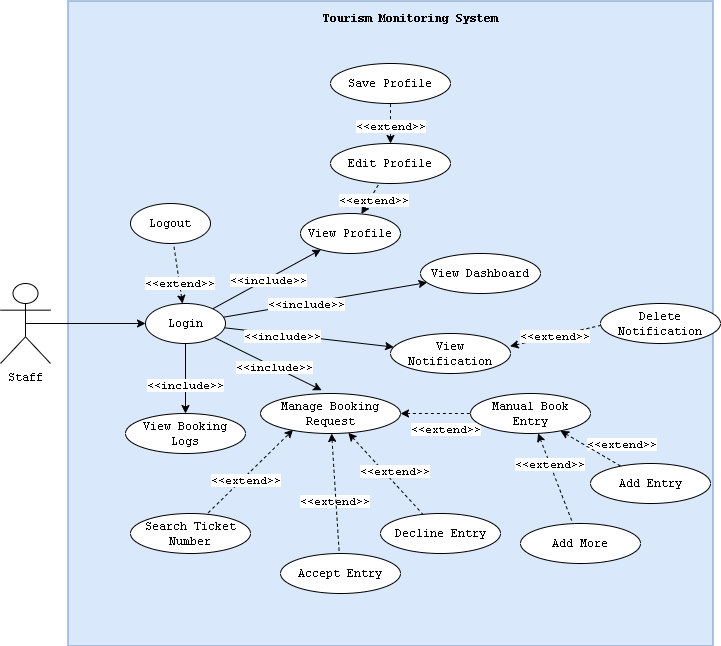 Tourism Monitoring System
Save Profile
<<extend>>
Edit Profile
<<extend>>
Logout
View Profile
<<extend>>
<<include>>
View Dashboard
<<include>>
Login
Delete
Notification
<<extend>>
<<include>>
View
Notification
Staff
<<include>>
<<include>>
Manage Booking
Request
Manual Book
Entry
<<extend>>
View Booking
Logs
<<extend>>
<<extend>>
<<extend>>
<<extend>>
Add Entry
<<extend>>
Search Ticket
Number
Decline Entry
Add More
Accept Entry